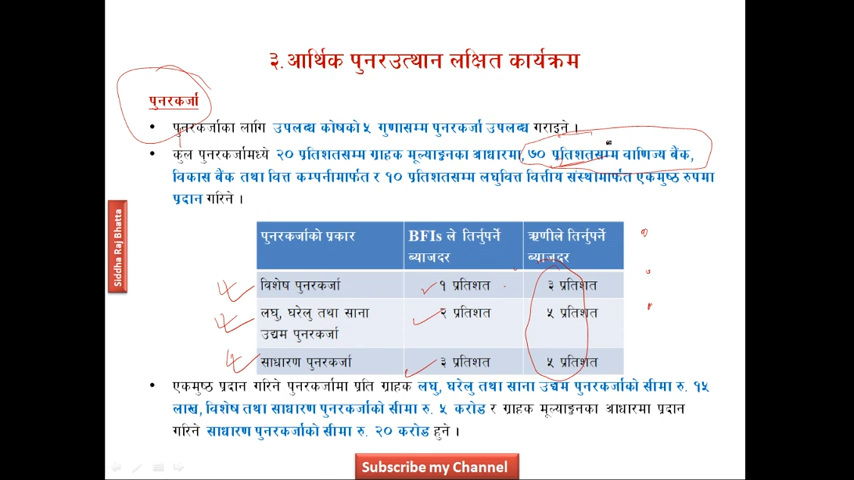 ३.आर्थिक पुनरउत्थान लक्षित कार्यक्रम
पुनरकर्जा
• पुनरकर्जाका लागि उपलब्ध कोषको ५ गुणासम्म पुनरकर्जा उपलब्ध गराइने ।
• कुल पुनरकर्जामध्ये २० प्रतिशतसम्म ग्राहक मूल्याङ्कनका आधारमा, ७० प्रतिशतसम्म वाणिज्य बैंक,
विकास बैंक तथा वित्त कम्पनीमार्फत र १० प्रतिशतसम्म लघुवित्त वित्तीय संस्थामार्फत एकमुष्ठ रुपमा
प्रदान गरिने ।
Siddha Raj Bhatta
पुनरकर्जाको प्रकार BFIs ले तिर्नुपर्ने ब्याजदर ऋणीले तिर्नुपर्ने ब्याजदर
विशेष पुनरकर्जा १ प्रतिशत ३ प्रतिशत
लघु, घरेलु तथा साना २ प्रतिशत ५ प्रतिशत
उद्यम पुनरकर्जा
साधारण पुनरकर्जा ३ प्रतिशत ५ प्रतिशत
• एकमुष्ठ प्रदान गरिने पुनरकर्जामा प्रति ग्राहक लघु, घरेलु तथा साना उद्यम पुनरकर्जाको सीमा रु. १५
लाख, विशेष तथा साधारण पुनरकर्जाको सीमा रु. ५ करोड र ग्राहक मूल्याङ्कनका आधारमा प्रदान
गरिने साधारण पुनरकर्जाको सीमा रु. २० करोड हुने ।
Subscribe my Channel